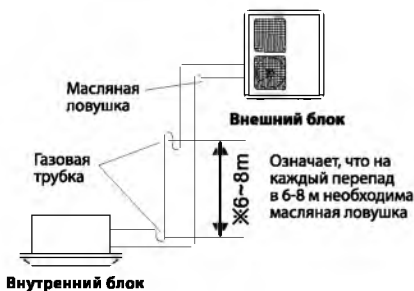 Масляная
ловушка
Внешний блок
Газовая
трубка
※6~8m
Означает, что на
каждый перепад
в 6-8 м необходима
масляная ловушка
Внутренний блок